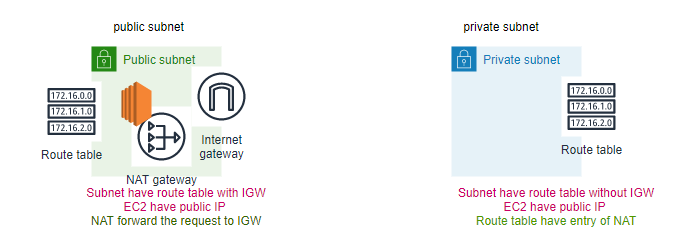 public subnet
Public subnet
172.16.0.0
172.16.1.0
172.16.2.0
Route table
Internet
gateway
NAT gateway
Subnet have route table with IGW
EC2 have public IP
NAT forward the request to IGW
private subnet
Private subnet
172.16.0.0
172.16.1.0
172.16.2.0
Route table
Subnet have route table without IGW
EC2 have public IP
Route table have entry of NAT